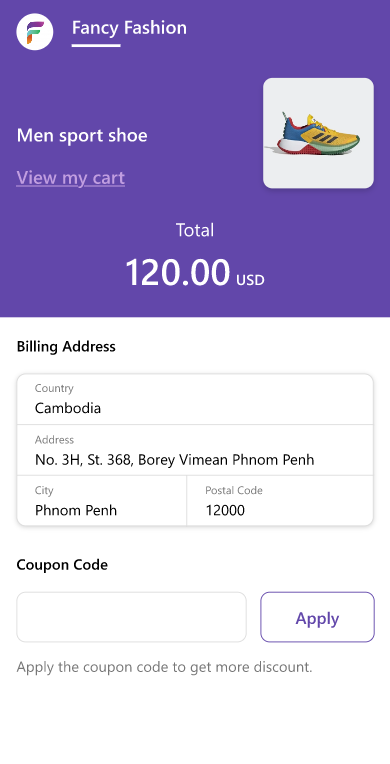 Fancy Fashion
Men sport shoe
View my cart
Total
120.00 USD
Billing Address
Country
Cambodia
Address
No. 3H, St. 368, Borey Vimean Phnom Penh
City
Phnom Penh
Postal Code
12000
Coupon Code
Apply
Apply the coupon code to get more discount.